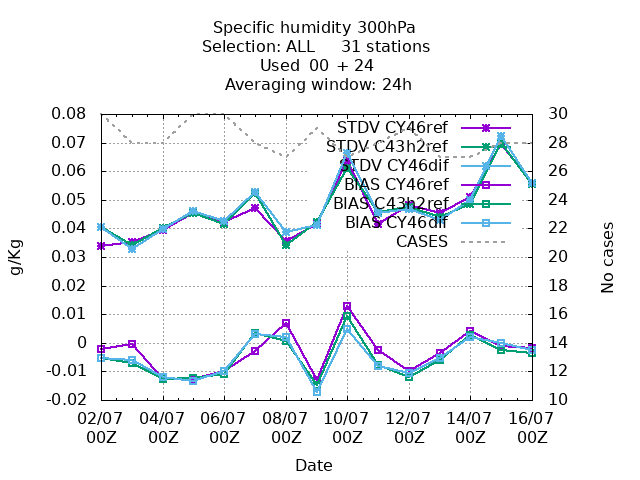 Specific humidity 300hPa
Selection: ALL     31 stations
Used  00 + 24
Averaging window: 24h
0.08
0.07
0.06
0.05
0.04
0.03
0.02
0.01
0
-0.01
-0.02
g/Kg
STDV CY46ref
STDV C43h2ref
STDV CY46dif
BIAS CY46ref
BIAS C43h2ref
BIAS CY46dif
CASES
30
28
26
24
22
20
18
16
14
12
10
No cases
02/07 04/07 06/07 08/07 10/07 12/07 14/07 16/07
00Z 00Z 00Z 00Z 00Z 00Z 00Z 00Z
Date